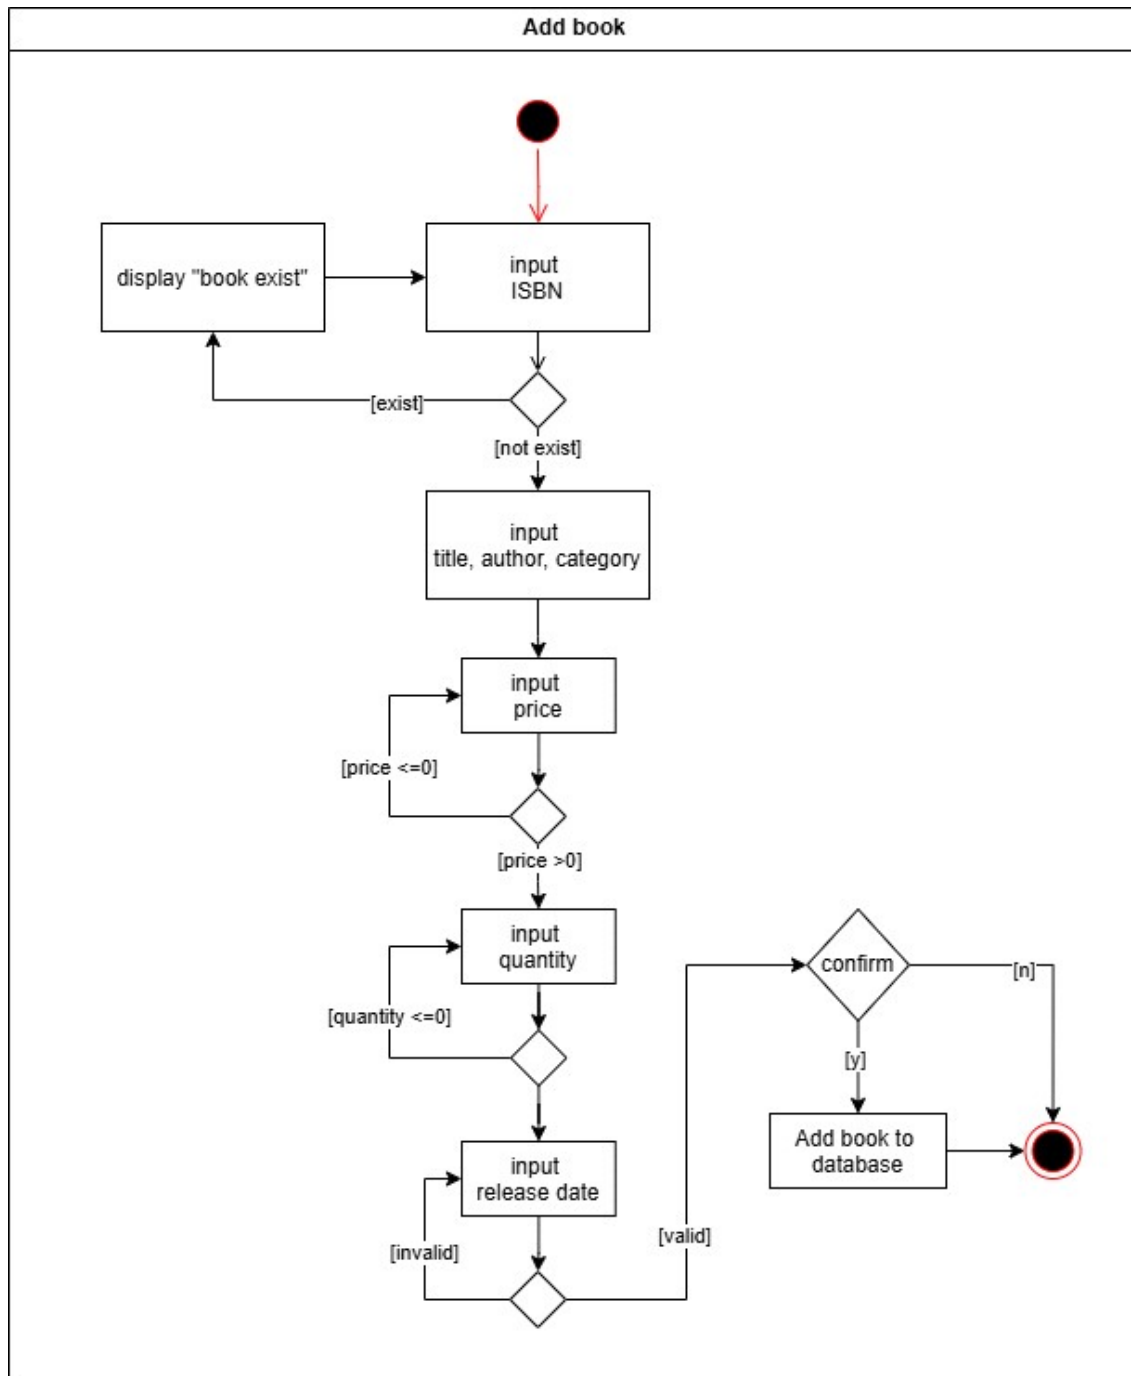 Add book
display "book exist"
input
ISBN
[exist]
[not exist]
input
title, author, category
input
price
[price <=0]
[price >0]
input
quantity
[quantity <=0]
confirm
[n]
[y]
Add book to
database
input
release date
[invalid]
[valid]